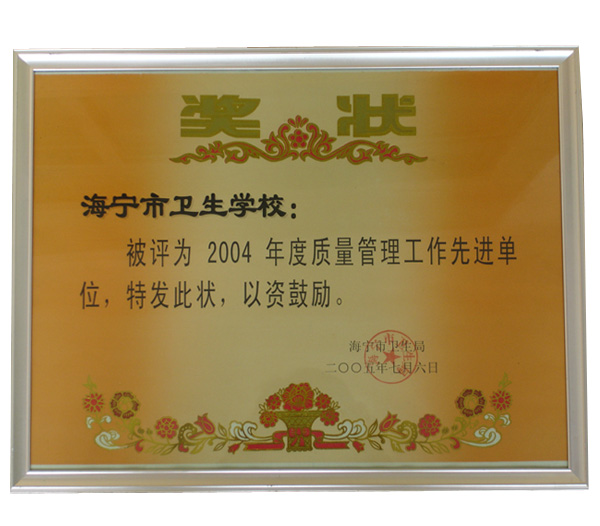 奖状
海宁市卫生学校：
被评为 2004 年度质量管理工作先进单
位，特发此状，以资鼓励。
海宁市卫生局
二〇〇五年七月六日